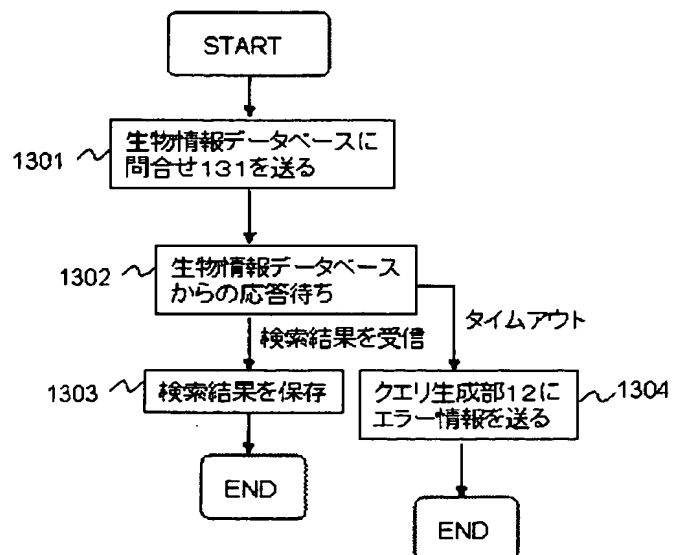 START
1301
生物情報データベースに
問合せ131を送る
1302
生物情報データベース
からの応答待ち
検索結果を受信
タイムアウト
1303
検索結果を保存
クエリ生成部12に
エラー情報を送る
1304
END
END